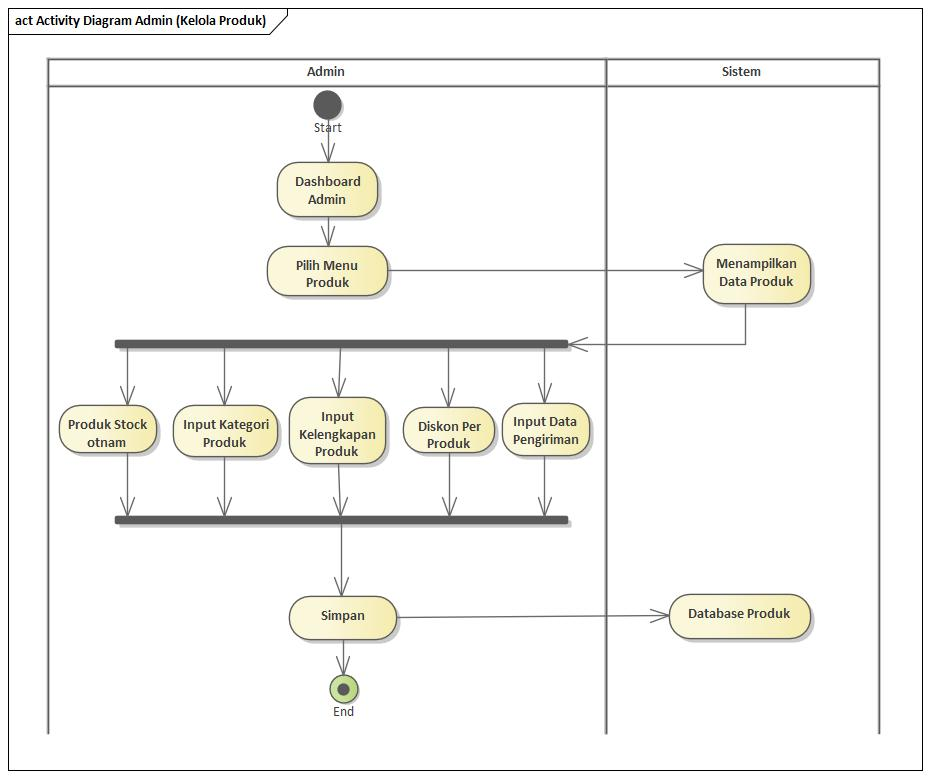 act Activity Diagram Admin (Kelola Produk)
Admin
Sistem
Start
Dashboard
Admin
Pilih Menu
Produk
Menampilkan
Data Produk
Produk Stock
otnam
Input Kategori
Produk
Input
Kelengkapan
Produk
Diskon Per
Produk
Input Data
Pengiriman
Simpan
Database Produk
End